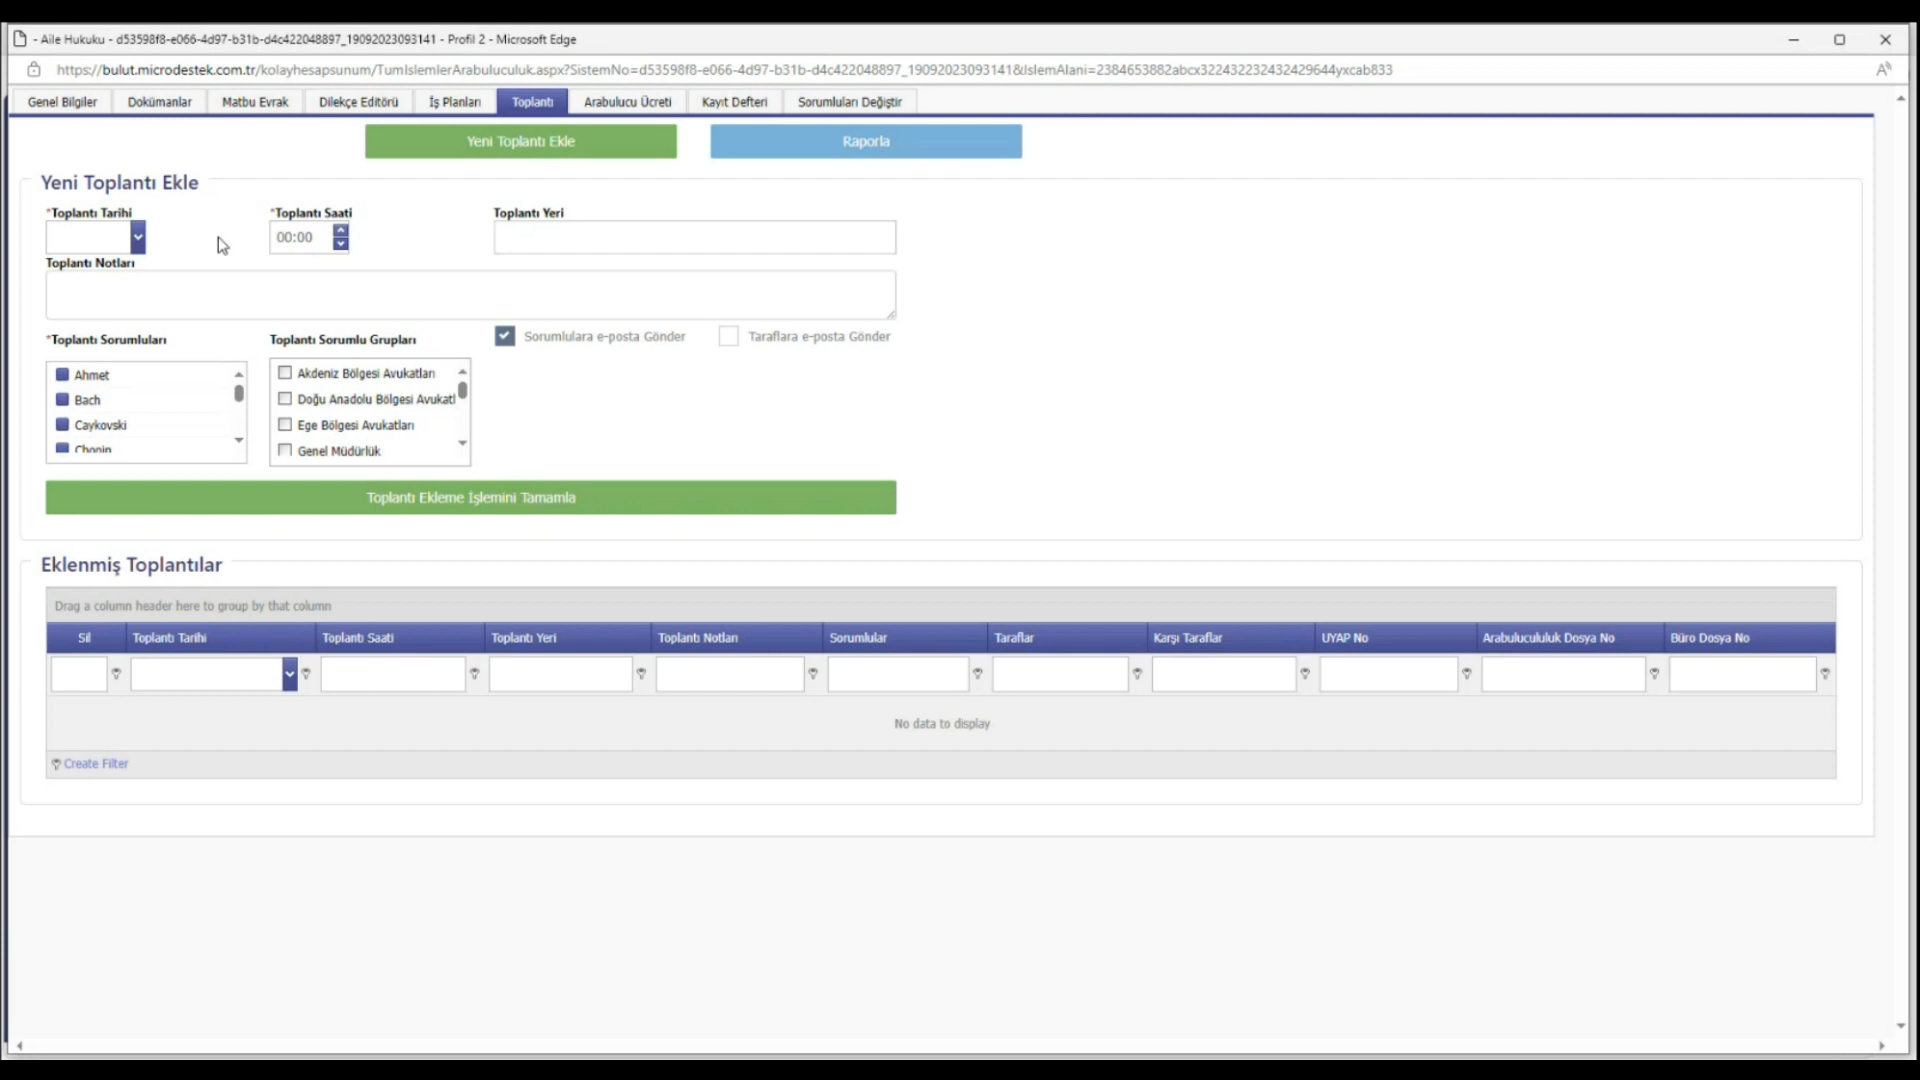 - Aile Hukuku - d53598f8-e066-4d97-b31b-d4c422048897_19092023093141 - Profil 2 - Microsoft Edge
https://bulut.microdestek.com.tr/kolayhesapsunum/TumIslemlerArabuluculuk.aspx?SistemNo=d53598f8-e066-4d97-b31b-d4c422048897_19092023093141&IslemAlani=2384653882abcx322432232432429644yxcab833
Genel Bilgiler Dokümanlar Matbu Evrak Dilekçe Editörü İş Planları Toplantı Arabulucu Ücreti Kayıt Defteri Sorumluları Değiştir
Yeni Toplantı Ekle Raporla
Yeni Toplantı Ekle
*Toplantı Tarihi *Toplantı Saati Toplantı Yeri
00:00
Toplantı Notları
*Toplantı Sorumluları Toplantı Sorumlu Grupları Sorumlulara e-posta Gönder Taraflara e-posta Gönder
Ahmet Akdeniz Bölgesi Avukatları
Bach Doğu Anadolu Bölgesi Avukatl
Caykovski Ege Bölgesi Avukatları
Chopin Genel Müdürlük
Toplantı Ekleme İşlemini Tamamla
Eklenmiş Toplantılar
Drag a column header here to group by that column
Sil Toplantı Tarihi Toplantı Saati Toplantı Yeri Toplantı Notları Sorumlular Taraflar Karşı Taraflar UYAP No Arabulucululuk Dosya No Büro Dosya No
No data to display
Create Filter